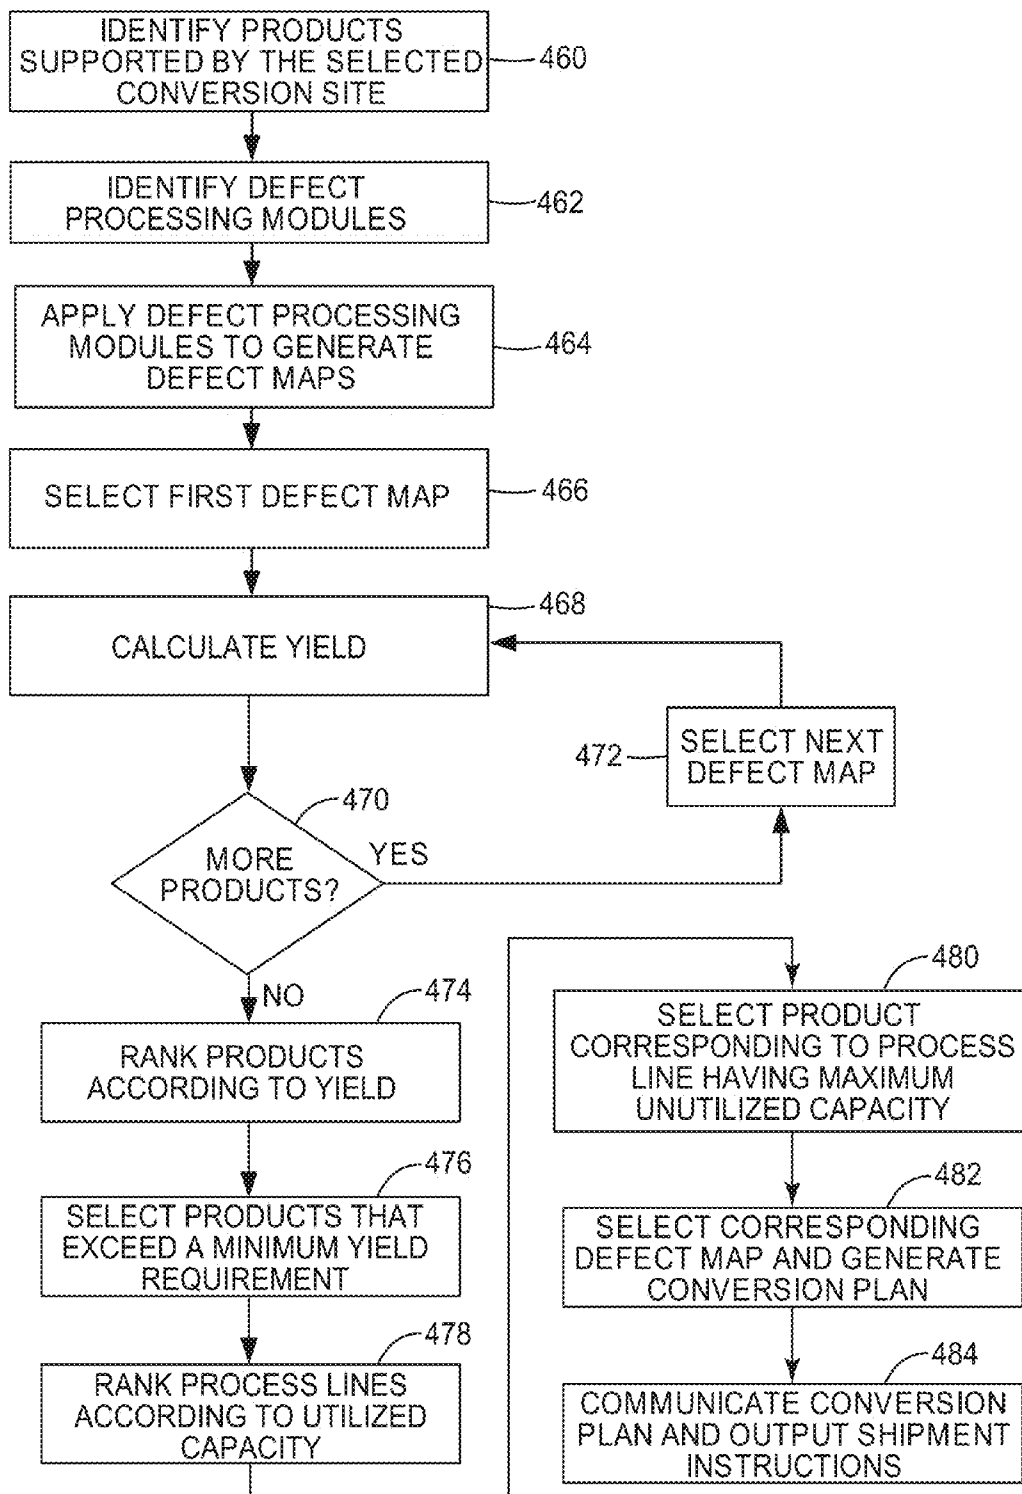 IDENTIFY PRODUCTS
SUPPORTED BY THE SELECTED
CONVERSION SITE
460
IDENTIFY DEFECT
PROCESSING MODULES
462
APPLY DEFECT PROCESSING
MODULES TO GENERATE
DEFECT MAPS
464
SELECT FIRST DEFECT MAP
466
CALCULATE YIELD
468
SELECT NEXT
DEFECT MAP
472
MORE
PRODUCTS?
470
YES
NO
RANK PRODUCTS
ACCORDING TO YIELD
474
SELECT PRODUCTS THAT
EXCEED A MINIMUM YIELD
REQUIREMENT
476
RANK PROCESS LINES
ACCORDING TO UTILIZED
CAPACITY
478
SELECT PRODUCT
CORRESPONDING TO PROCESS
LINE HAVING MAXIMUM
UNUTILIZED CAPACITY
480
SELECT CORRESPONDING
DEFECT MAP AND GENERATE
CONVERSION PLAN
482
COMMUNICATE CONVERSION
PLAN AND OUTPUT SHIPMENT
INSTRUCTIONS
484